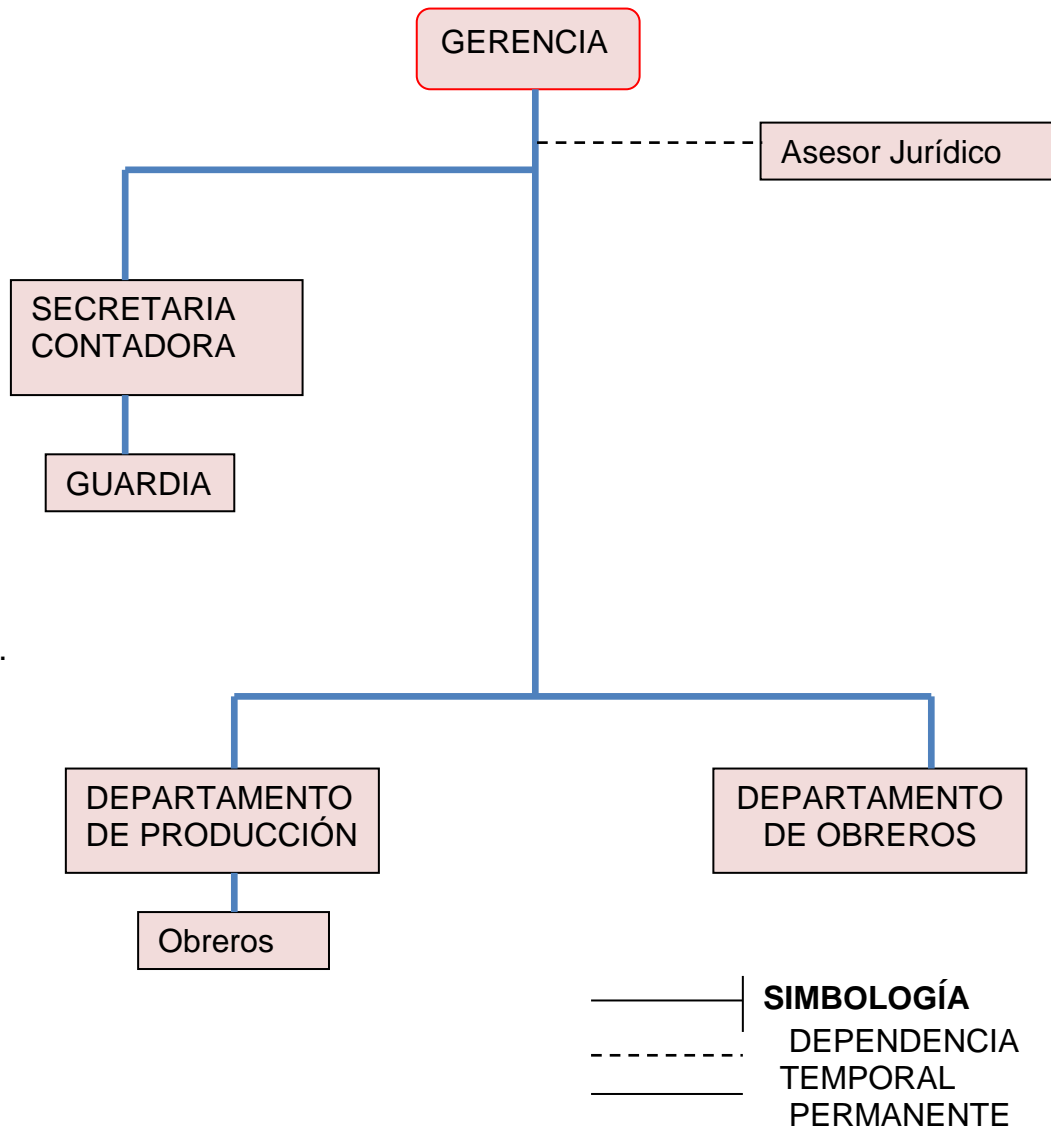 GERENCIA
Asesor Jurídico
SECRETARIA
CONTADORA
GUARDIA
.
DEPARTAMENTO
DE PRODUCCIÓN
DEPARTAMENTO
DE OBREROS
Obreros
SIMBOLOGÍA
DEPENDENCIA
TEMPORAL
PERMANENTE